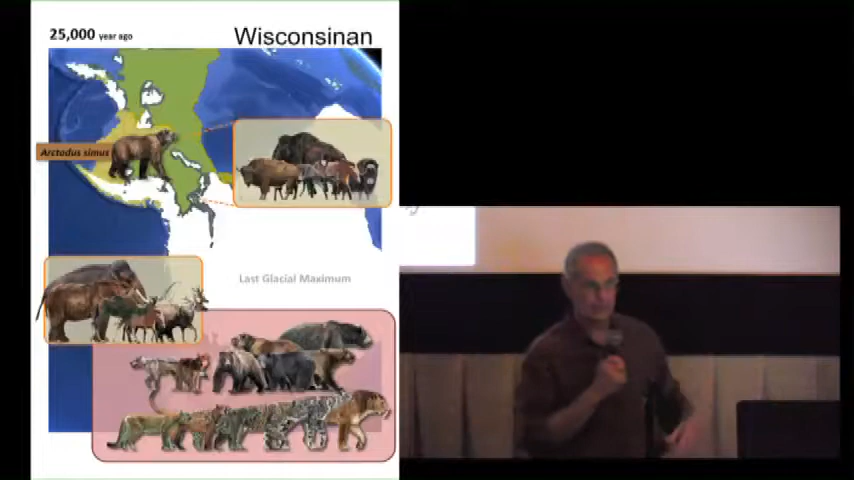 25,000 year ago
Wisconsinan
Arctodus simus
Last Glacial Maximum